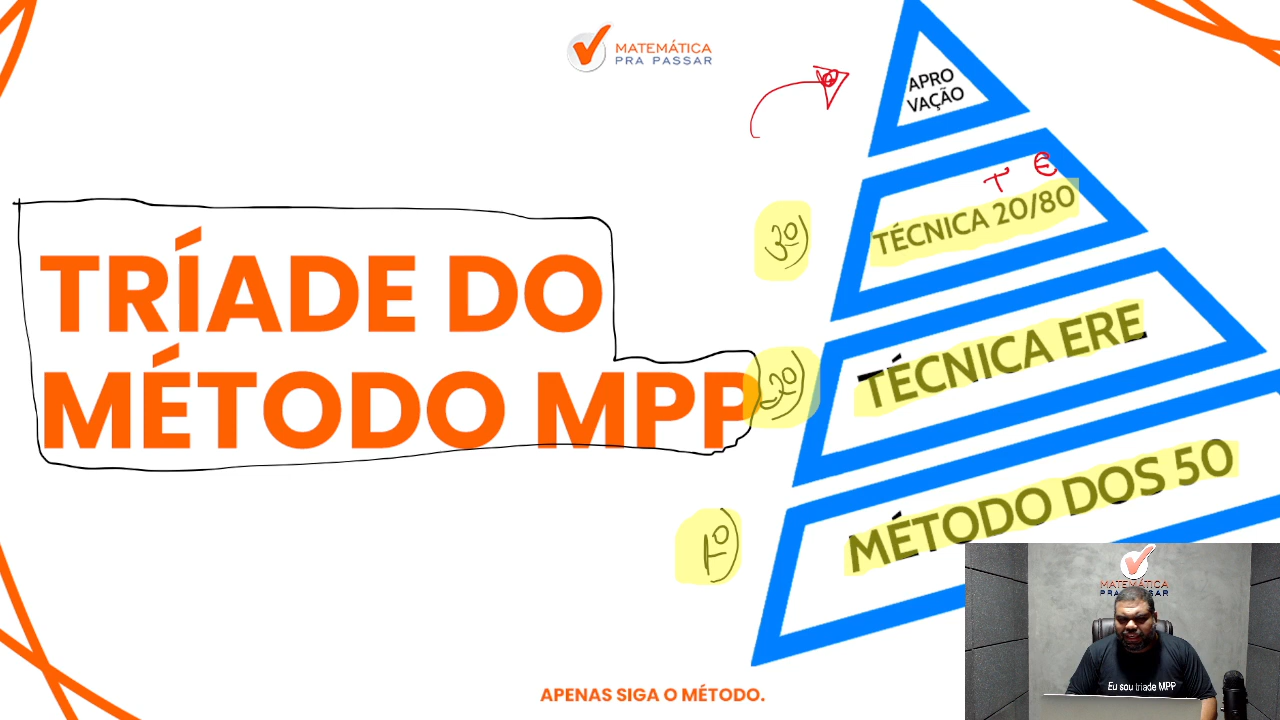 MATEMÁTICA
PRA PASSAR
APRO
VAÇÃO
T E
3º)
TÉCNICA 20/80
TRÍADE DO
MÉTODO MPP
2º)
TÉCNICA ERE
1º)
MÉTODO DOS 50
MATEMÁTICA
PRA PASSAR
Eu sou tríade MPP
APENAS SIGA O MÉTODO.